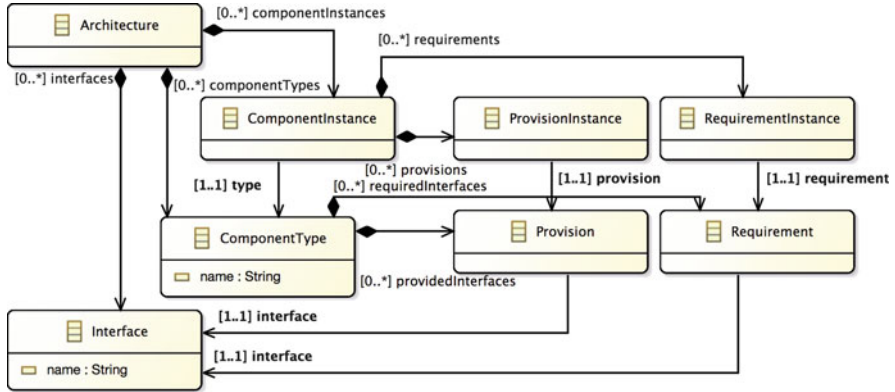 Architecture
[0..*] componentInstances
[0..*] requirements
[0..*] interfaces
[0..*] componentTypes
ComponentInstance
ProvisionInstance
RequirementInstance
[0..*] provisions
[1..1] type
[0..*] requiredInterfaces
[1..1] provision
[1..1] requirement
ComponentType
name : String
Provision
Requirement
[0..*] providedInterfaces
Interface
name : String
[1..1] interface
[1..1] interface